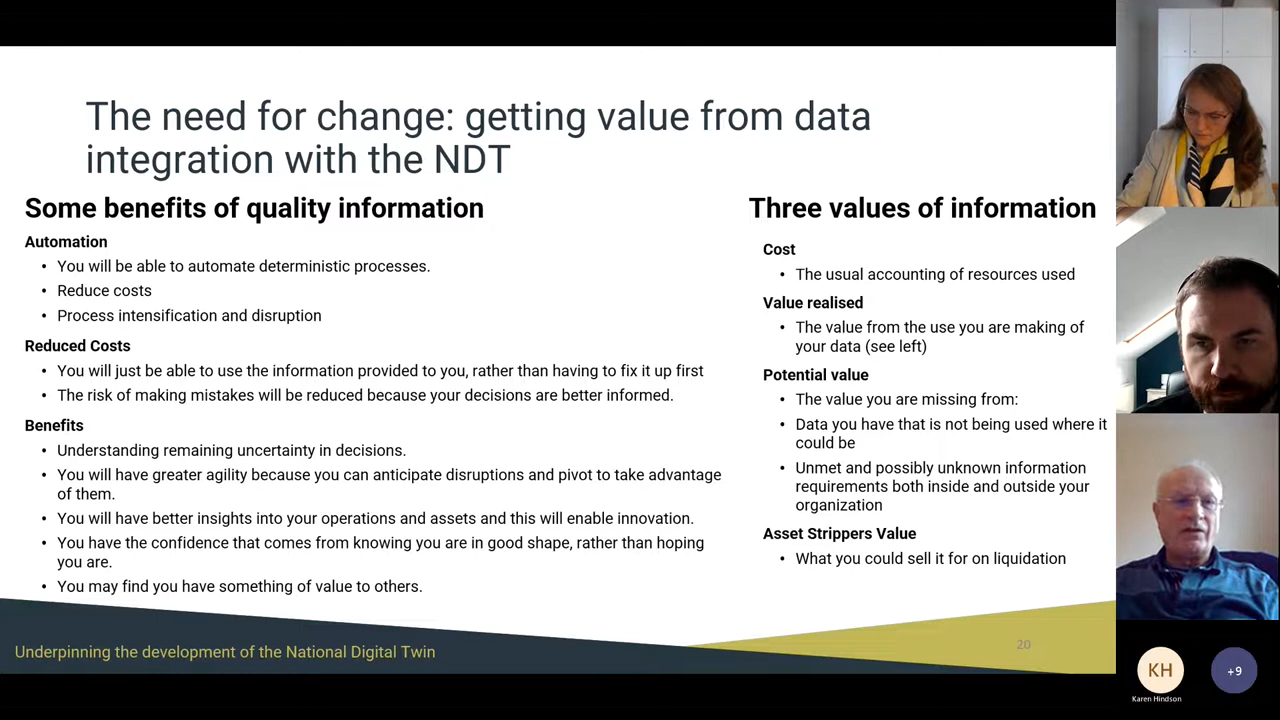 The need for change: getting value from data
integration with the NDT
Some benefits of quality information
Automation
• You will be able to automate deterministic processes.
• Reduce costs
• Process intensification and disruption
Reduced Costs
• You will just be able to use the information provided to you, rather than having to fix it up first
• The risk of making mistakes will be reduced because your decisions are better informed.
Benefits
• Understanding remaining uncertainty in decisions.
• You will have greater agility because you can anticipate disruptions and pivot to take advantage
of them.
• You will have better insights into your operations and assets and this will enable innovation.
• You have the confidence that comes from knowing you are in good shape, rather than hoping
you are.
• You may find you have something of value to others.
Three values of information
Cost
• The usual accounting of resources used
Value realised
• The value from the use you are making of
your data (see left)
Potential value
• The value you are missing from:
• Data you have that is not being used where it
could be
• Unmet and possibly unknown information
requirements both inside and outside your
organization
Asset Strippers Value
• What you could sell it for on liquidation
Underpinning the development of the National Digital Twin
20
KH
Karen Hindson
+9